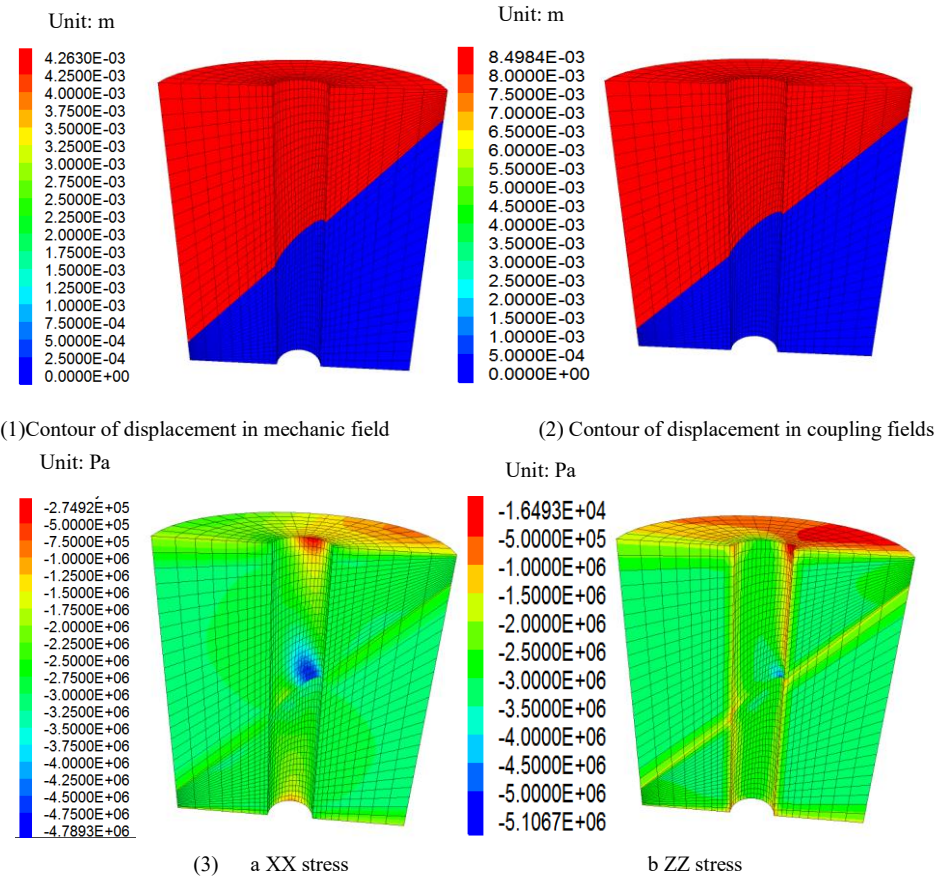 Unit: m
4.2630E-03
4.2500E-03
4.0000E-03
3.7500E-03
3.5000E-03
3.2500E-03
3.0000E-03
2.7500E-03
2.5000E-03
2.2500E-03
2.0000E-03
1.7500E-03
1.5000E-03
1.2500E-03
1.0000E-03
7.5000E-04
5.0000E-04
2.5000E-04
0.0000E+00
Unit: m
8.4984E-03
8.0000E-03
7.5000E-03
7.0000E-03
6.5000E-03
6.0000E-03
5.5000E-03
5.0000E-03
4.5000E-03
4.0000E-03
3.5000E-03
3.0000E-03
2.5000E-03
2.0000E-03
1.5000E-03
1.0000E-03
5.0000E-04
0.0000E+00
(1)Contour of displacement in mechanic field
(2) Contour of displacement in coupling fields
Unit: Pa
-2.7492E+05
-5.0000E+05
-7.5000E+05
-1.0000E+06
-1.2500E+06
-1.5000E+06
-1.7500E+06
-2.0000E+06
-2.2500E+06
-2.5000E+06
-2.7500E+06
-3.0000E+06
-3.2500E+06
-3.5000E+06
-3.7500E+06
-4.0000E+06
-4.2500E+06
-4.5000E+06
-4.7500E+06
-4.7893E+06
Unit: Pa
-1.6493E+04
-5.0000E+05
-1.0000E+06
-1.5000E+06
-2.0000E+06
-2.5000E+06
-3.0000E+06
-3.5000E+06
-4.0000E+06
-4.5000E+06
-5.0000E+06
-5.1067E+06
(3) a XX stress
b ZZ stress